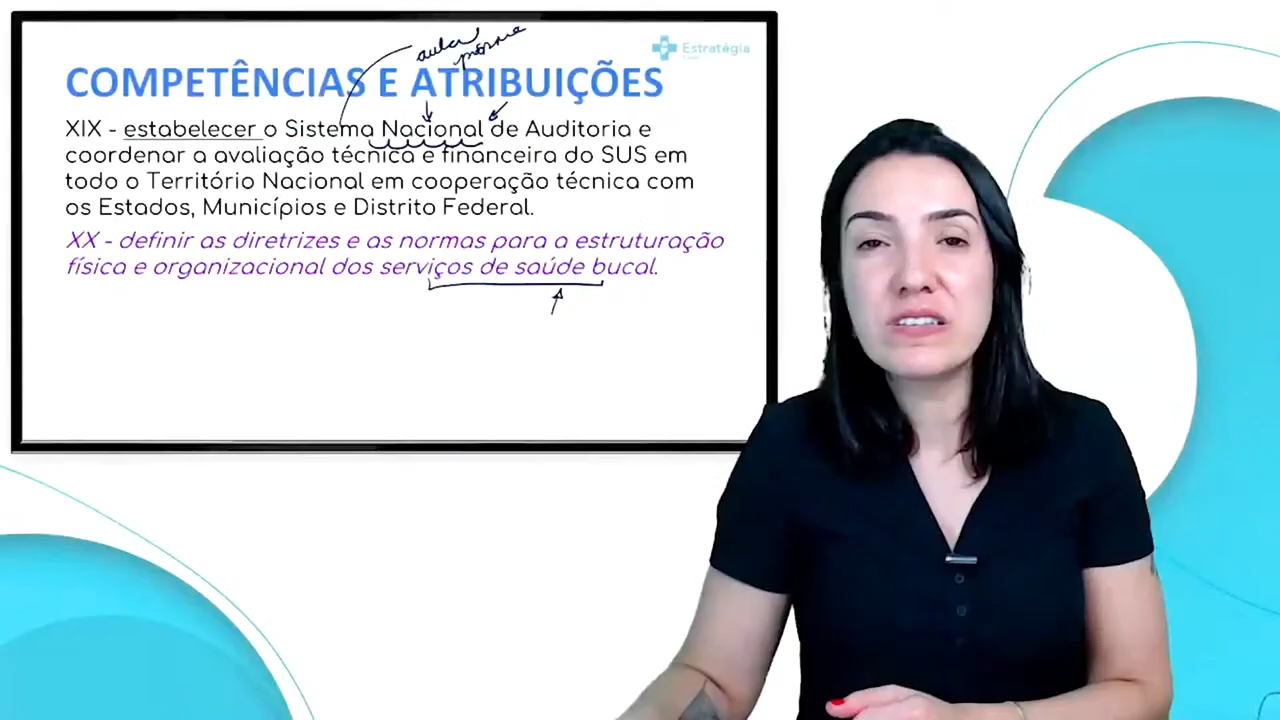 aula
Estratégia
COMPETÊNCIAS E ATRIBUIÇÕES
XIX - estabelecer o Sistema Nacional de Auditoria e
coordenar a avaliação técnica e financeira do SUS em
todo o Território Nacional em cooperação técnica com
os Estados, Municípios e Distrito Federal.
XX - definir as diretrizes e as normas para a estruturação
física e organizacional dos serviços de saúde bucal.